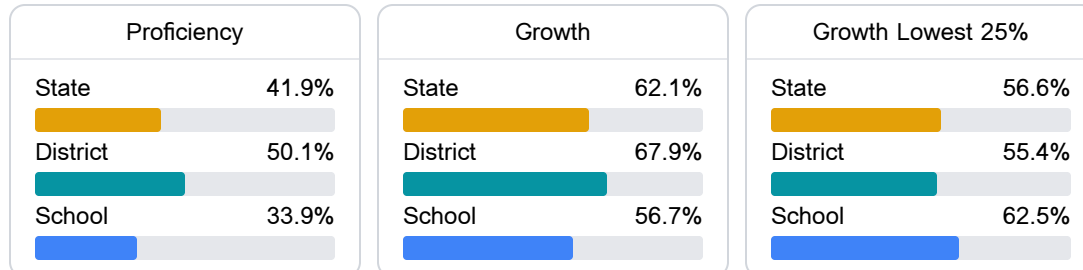 Proficiency
State 41.9%
District 50.1%
School 33.9%
Growth
State 62.1%
District 67.9%
School 56.7%
Growth Lowest 25%
State 56.6%
District 55.4%
School 62.5%